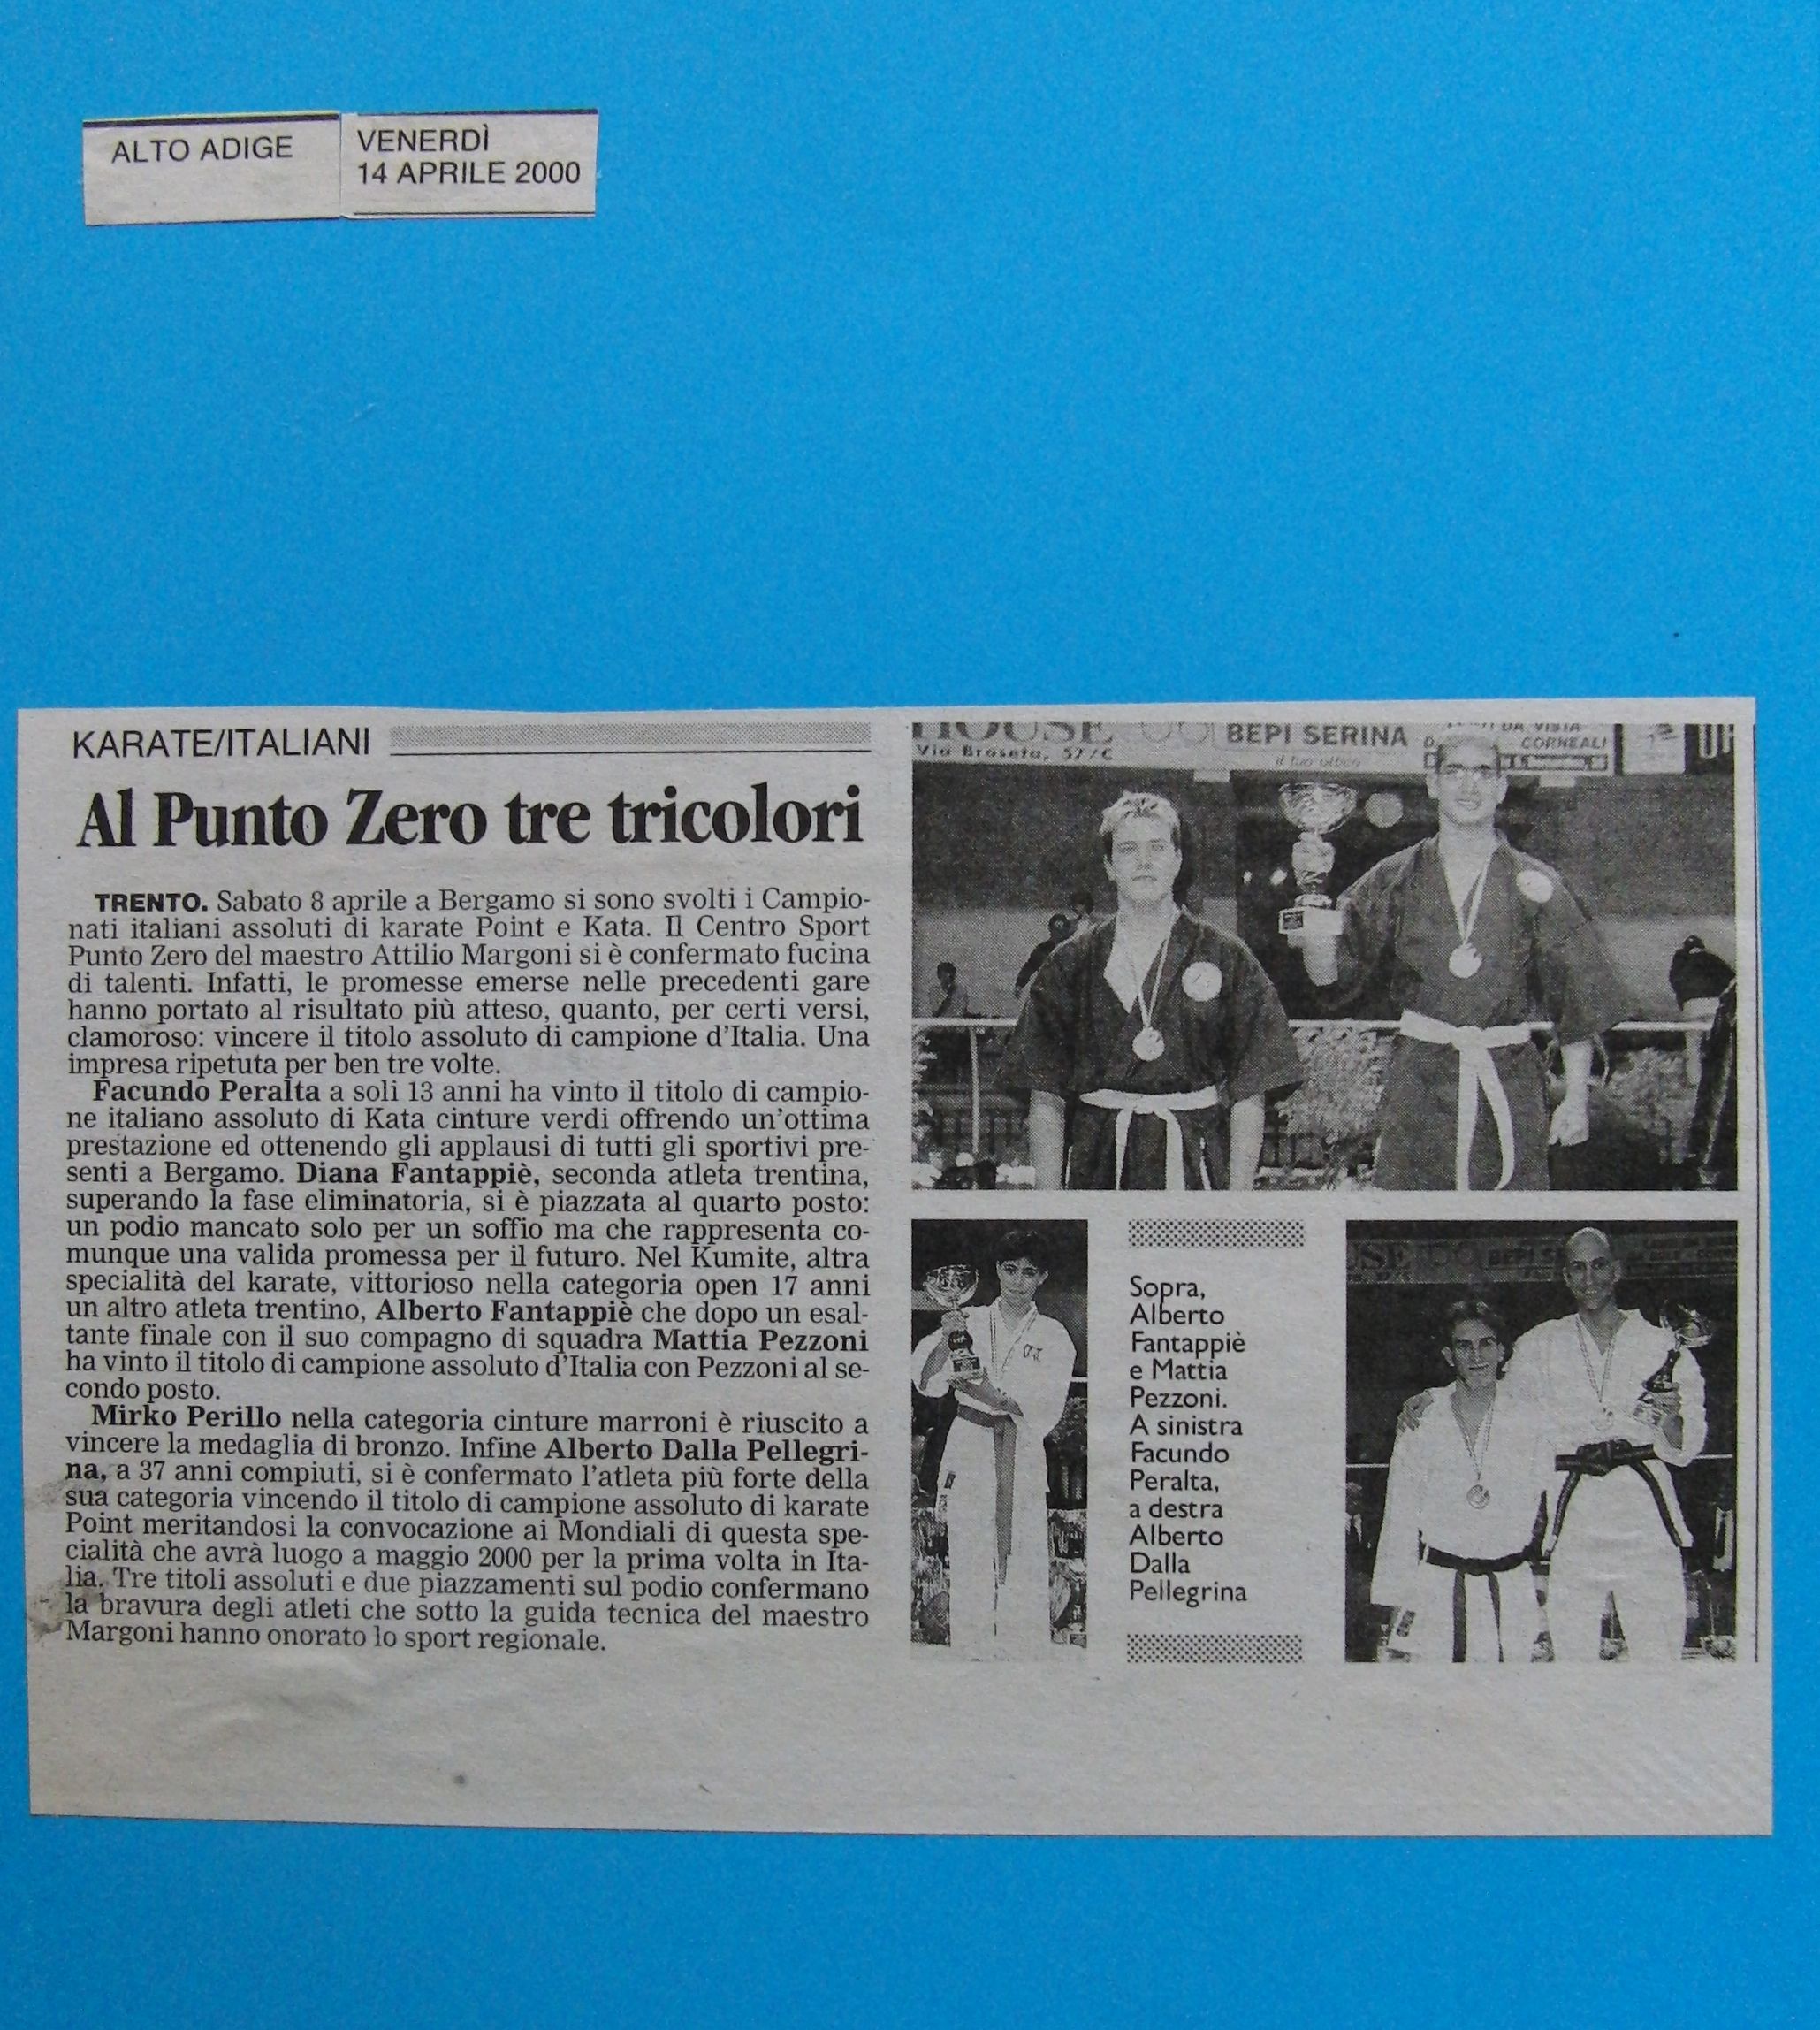 ALTO ADIGE
VENERDÌ
14 APRILE 2000
KARATE/ITALIANI
Al Punto Zero tre tricolori
TRENTO. Sabato 8 aprile a Bergamo si sono svolti i Campio-
nati italiani assoluti di karate Point e Kata. Il Centro Sport
Punto Zero del maestro Attilio Margoni si è confermato fucina
di talenti. Infatti, le promesse emerse nelle precedenti gare
hanno portato al risultato più atteso, quanto, per certi versi,
clamoroso: vincere il titolo assoluto di campione d'Italia. Una
impresa ripetuta per ben tre volte.
Facundo Peralta a soli 13 anni ha vinto il titolo di campio-
ne italiano assoluto di Kata cinture verdi offrendo un'ottima
prestazione ed ottenendo gli applausi di tutti gli sportivi pre-
senti a Bergamo. Diana Fantappiè, seconda atleta trentina,
superando la fase eliminatoria, si è piazzata al quarto posto:
un podio mancato solo per un soffio ma che rappresenta co-
munque una valida promessa per il futuro. Nel Kumite, altra
specialità del karate, vittorioso nella categoria open 17 anni
un altro atleta trentino, Alberto Fantappiè che dopo un esal-
tante finale con il suo compagno di squadra Mattia Pezzoni
ha vinto il titolo di campione assoluto d'Italia con Pezzoni al se-
condo posto.
Mirko Perillo nella categoria cinture marroni è riuscito a
vincere la medaglia di bronzo. Infine Alberto Dalla Pellegri-
na, a 37 anni compiuti, si è confermato l'atleta più forte della
sua categoria vincendo il titolo di campione assoluto di karate
Point meritandosi la convocazione ai Mondiali di questa spe-
cialità che avrà luogo a maggio 2000 per la prima volta in Ita-
lia. Tre titoli assoluti e due piazzamenti sul podio confermano
la bravura degli atleti che sotto la guida tecnica del maestro
Margoni hanno onorato lo sport regionale.
HOUSE
Via Broseta, 52/C
BEPI SERINA
il tuo ottico
DA VISTA
CORNEALI
Sopra,
Alberto
Fantappiè
e Mattia
Pezzoni.
A sinistra
Facundo
Peralta,
a destra
Alberto
Dalla
Pellegrina